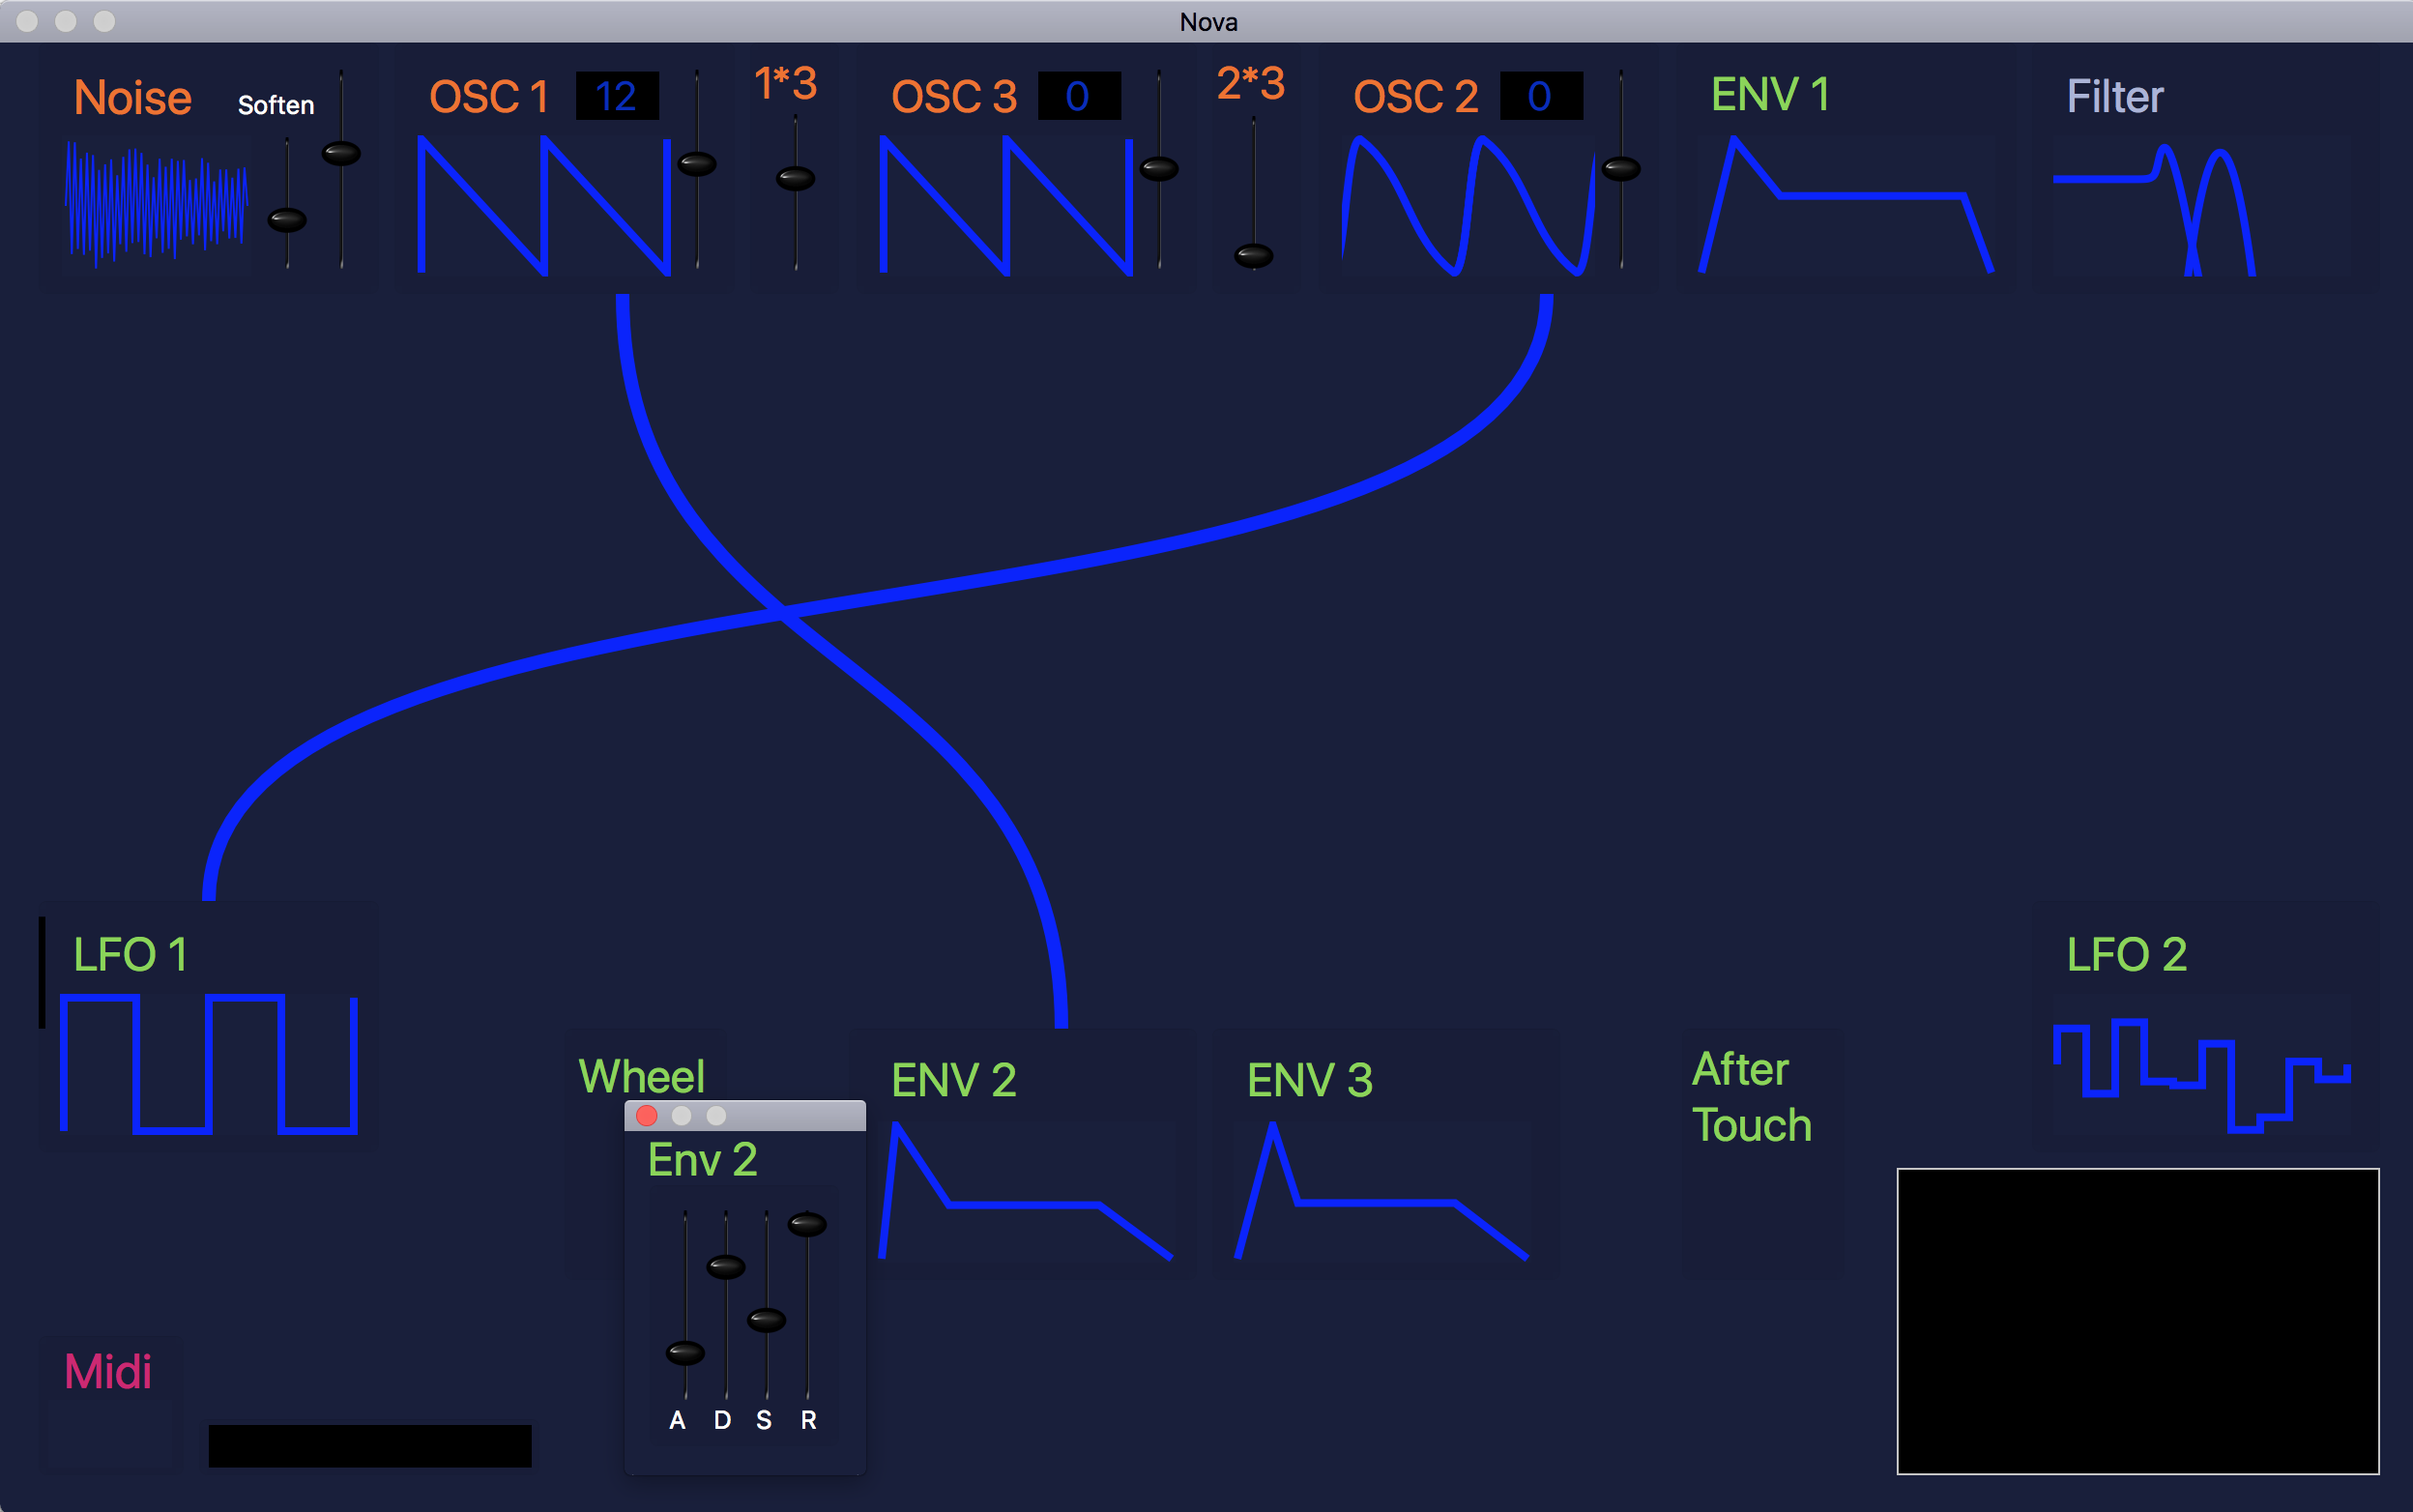 Nova
Noise
Soften
OSC 1
12
1*3
OSC 3
0
2*3
OSC 2
0
ENV 1
Filter
LFO 1
LFO 2
Wheel
ENV 2
ENV 3
After
Touch
Env 2
A D S R
Midi